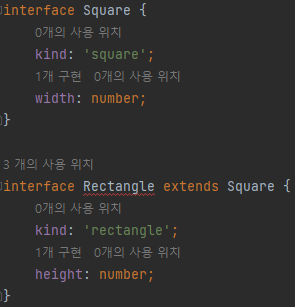 interface Square {
0개의 사용 위치
kind: 'square';
1개 구현 0개의 사용 위치
width: number;
}
3 개의 사용 위치
interface Rectangle extends Square {
0개의 사용 위치
kind: 'rectangle';
1개 구현 0개의 사용 위치
height: number;
}